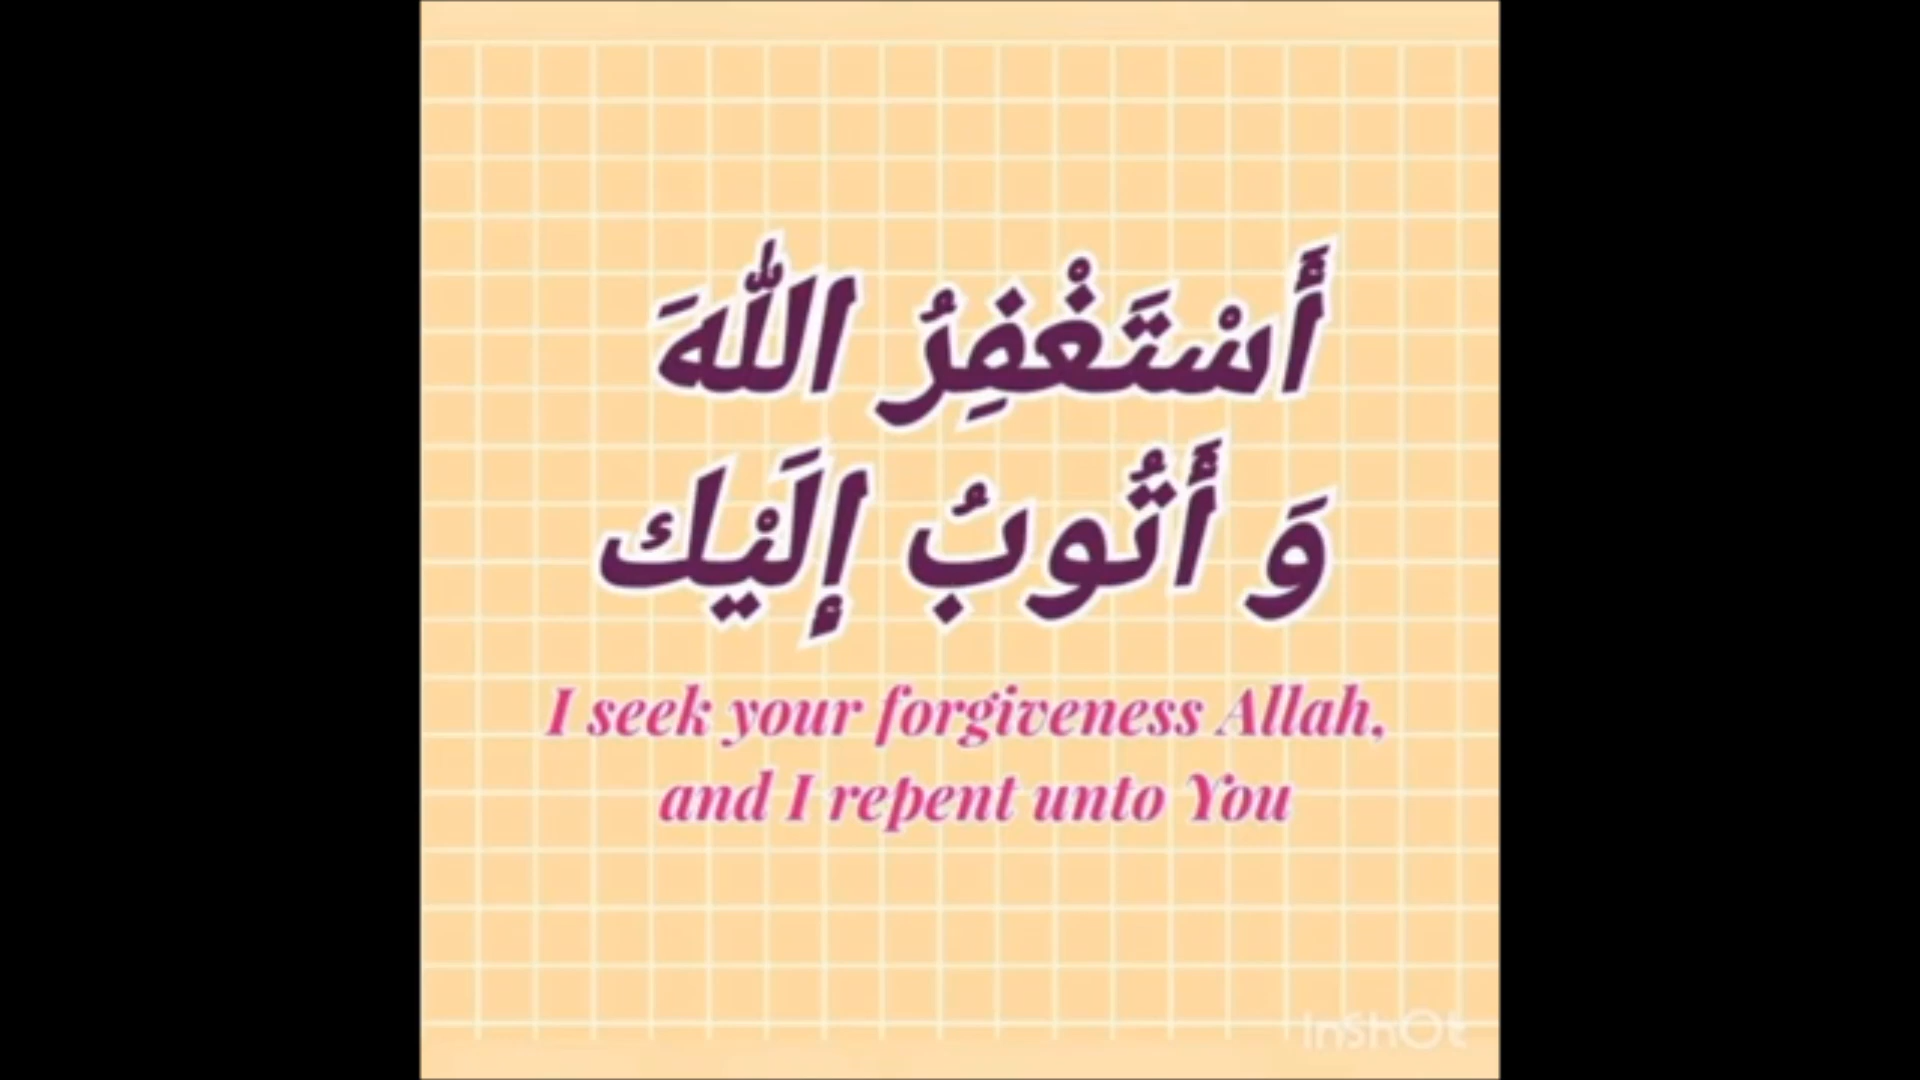 أَسْتَغْفِرُ اللّٰهَ
وَ أَتُوبُ إِلَيْك
I seek your forgiveness Allah,
and I repent unto You
InShOt